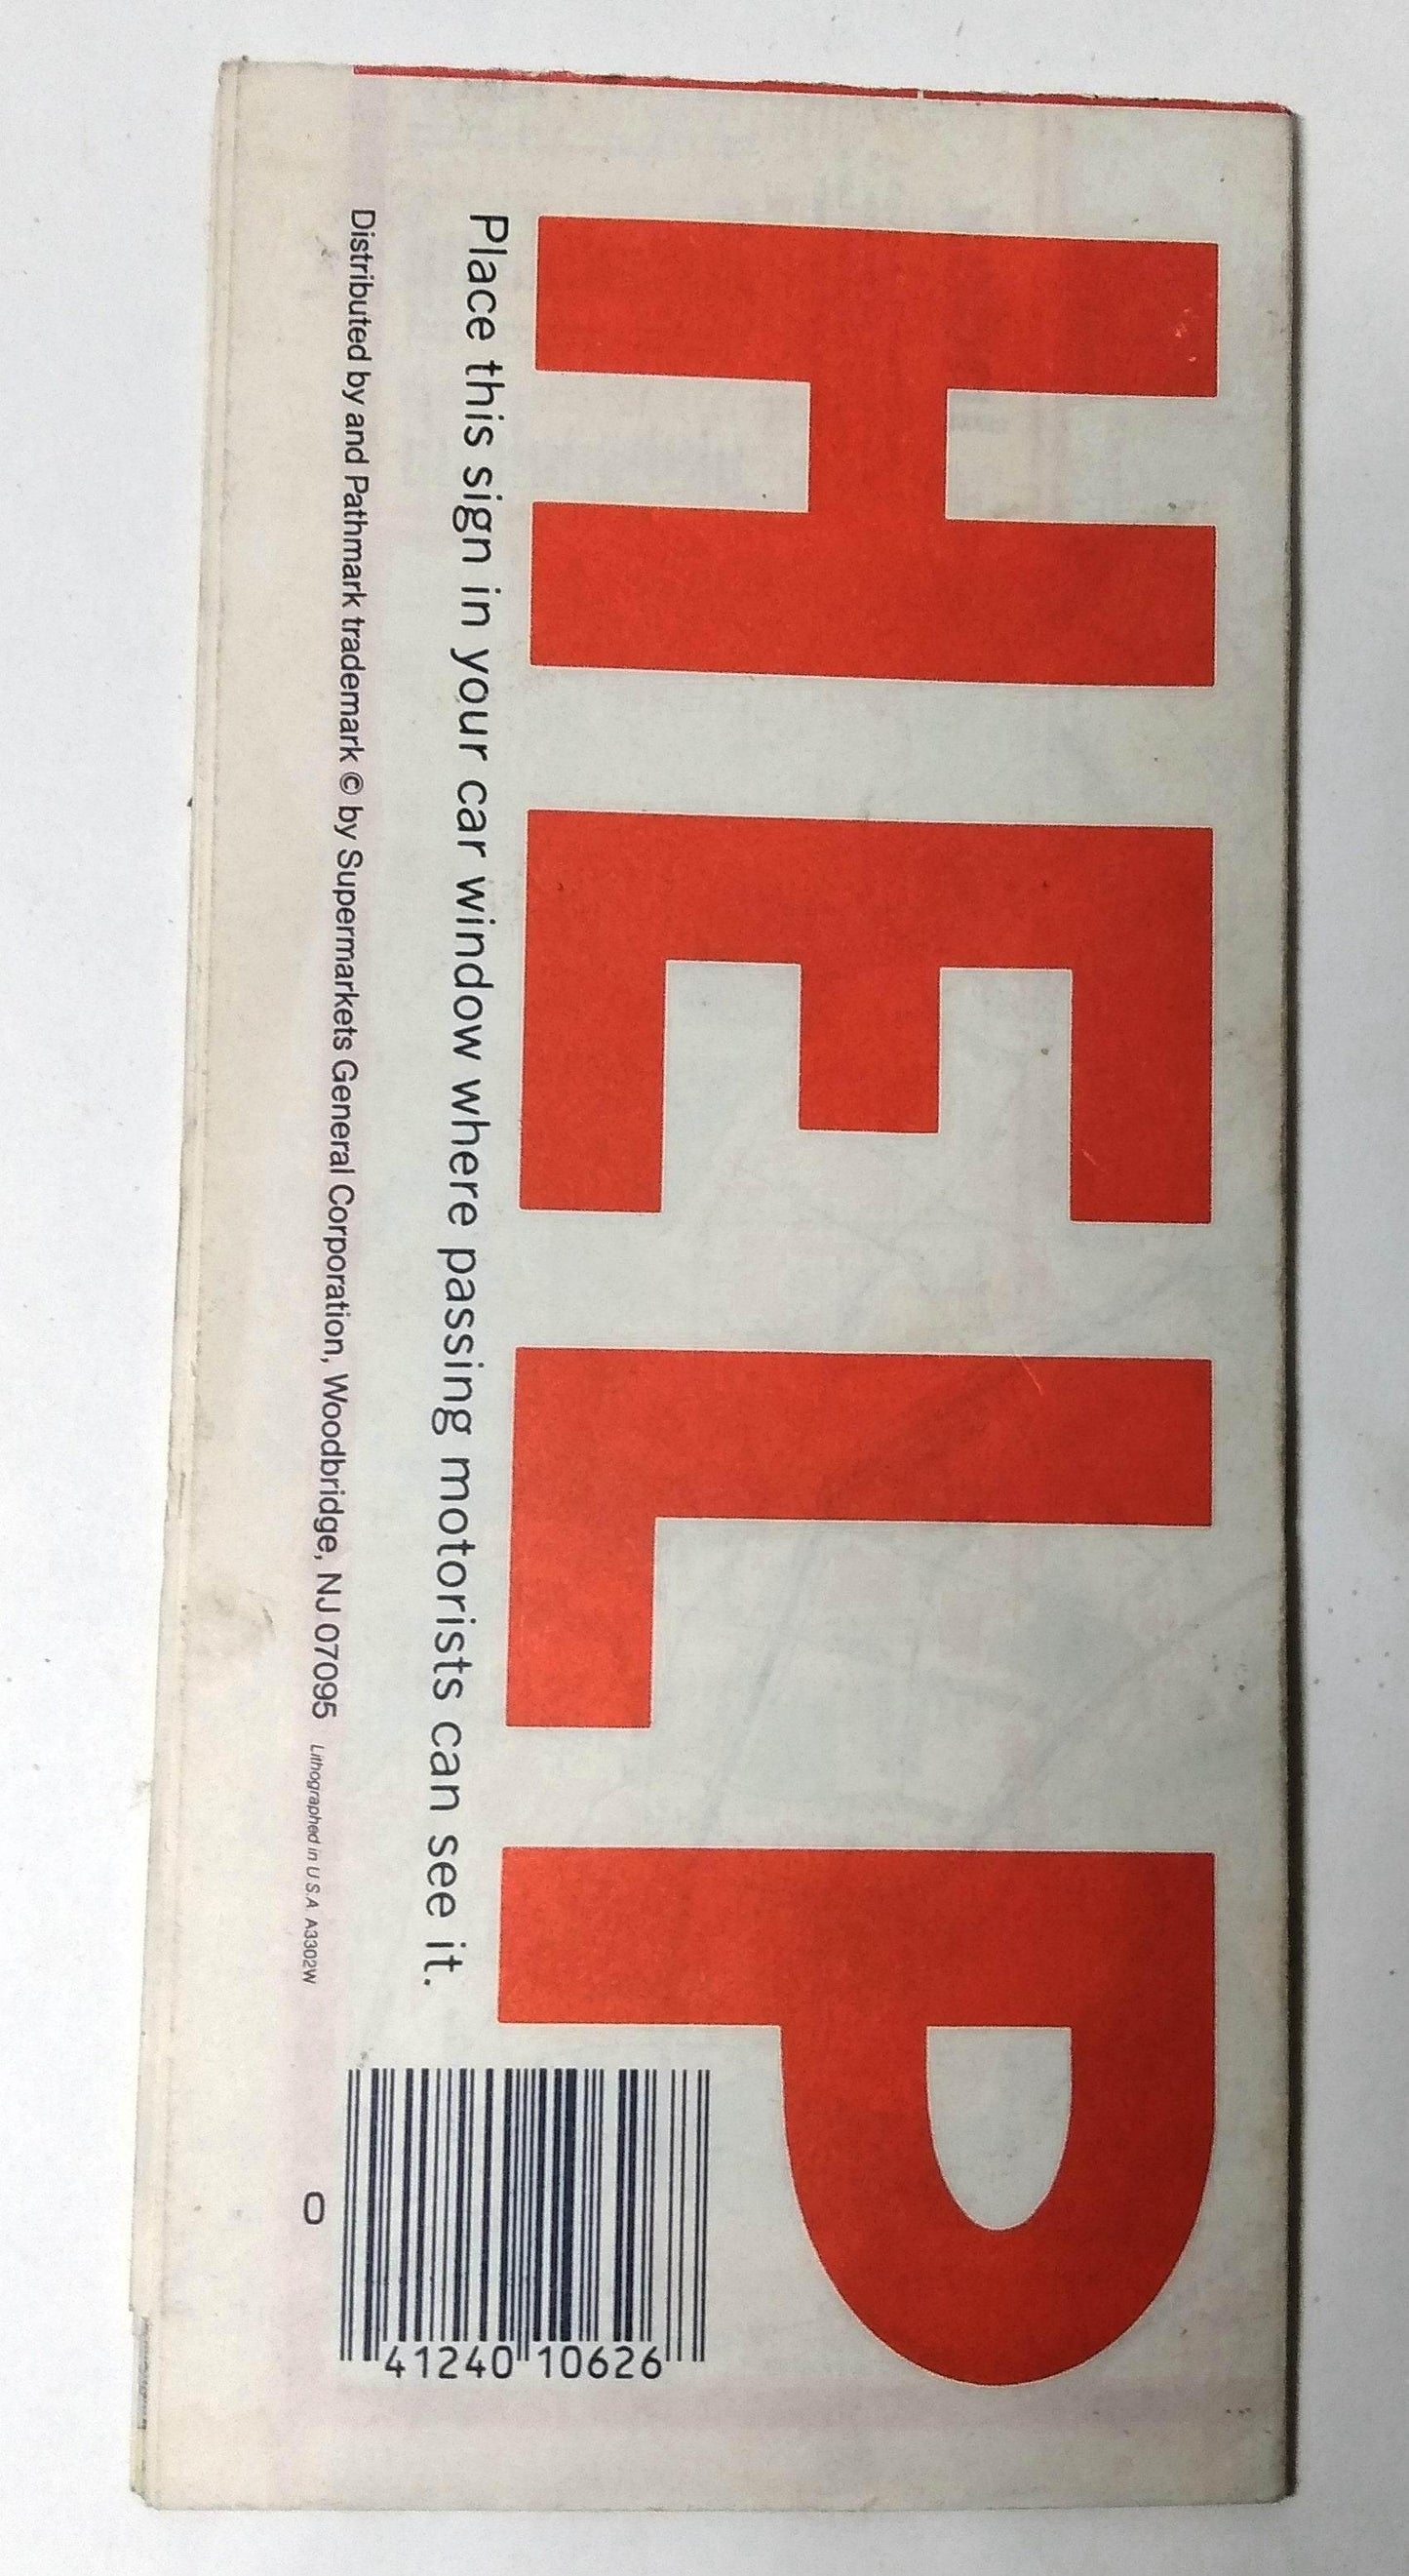 HELP
Place this sign in your car window where passing motorists can see it.
Distributed by and Pathmark trademark © by Supermarkets General Corporation, Woodbridge, NJ 07095 Lithographed in U.S.A. A3302W
0 41240 10626